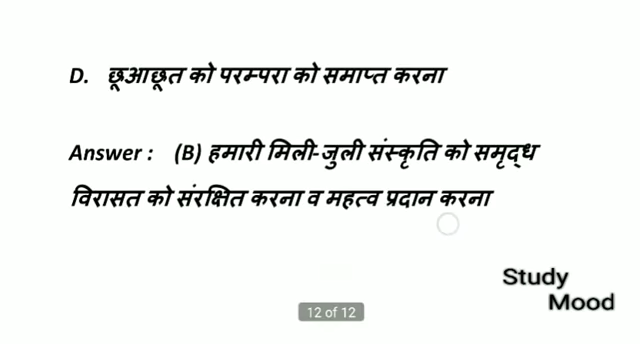 D. छूआछूत को परम्परा को समाप्त करना
Answer : (B) हमारी मिली-जुली संस्कृति को समृद्ध
विरासत को संरक्षित करना व महत्व प्रदान करना
Study
Mood
12 of 12